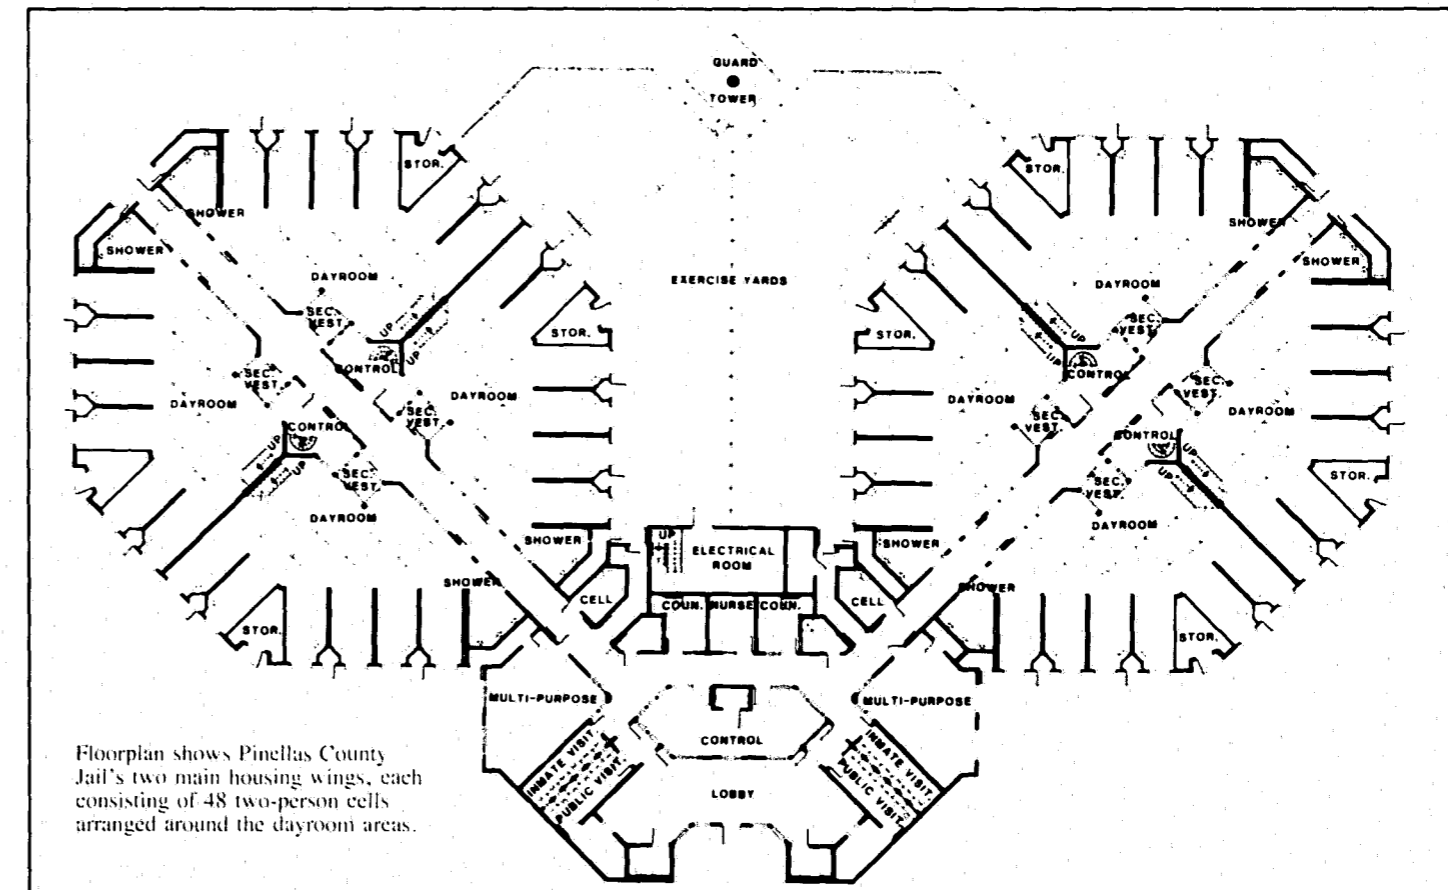 GUARD
TOWER
STOR.
STOR.
SHOWER
SHOWER
SHOWER
SHOWER
DAYROOM
EXERCISE YARDS
DAYROOM
SEC.
VEST.
UP
UP
CONTROL
STOR.
STOR.
UP
UP
CONTROL
SEC.
VEST.
SEC.
VEST.
DAYROOM
DAYROOM
SEC.
VEST.
DAYROOM
SEC.
VEST.
SEC.
VEST.
DAYROOM
CONTROL
UP
UP
SEC.
VEST.
DAYROOM
CONTROL
UP
UP
SEC.
VEST.
DAYROOM
STOR.
SHOWER
UP
ELECTRICAL
ROOM
SHOWER
SHOWER
CELL
COUN.
NURSE
COUN.
CELL
SHOWER
STOR.
STOR.
MULTI-PURPOSE
MULTI-PURPOSE
CONTROL
INMATE VISIT.
PUBLIC VISIT.
INMATE VISIT.
PUBLIC VISIT.
LOBBY
Floorplan shows Pinellas County
Jail's two main housing wings, each
consisting of 48 two-person cells
arranged around the dayroom areas.